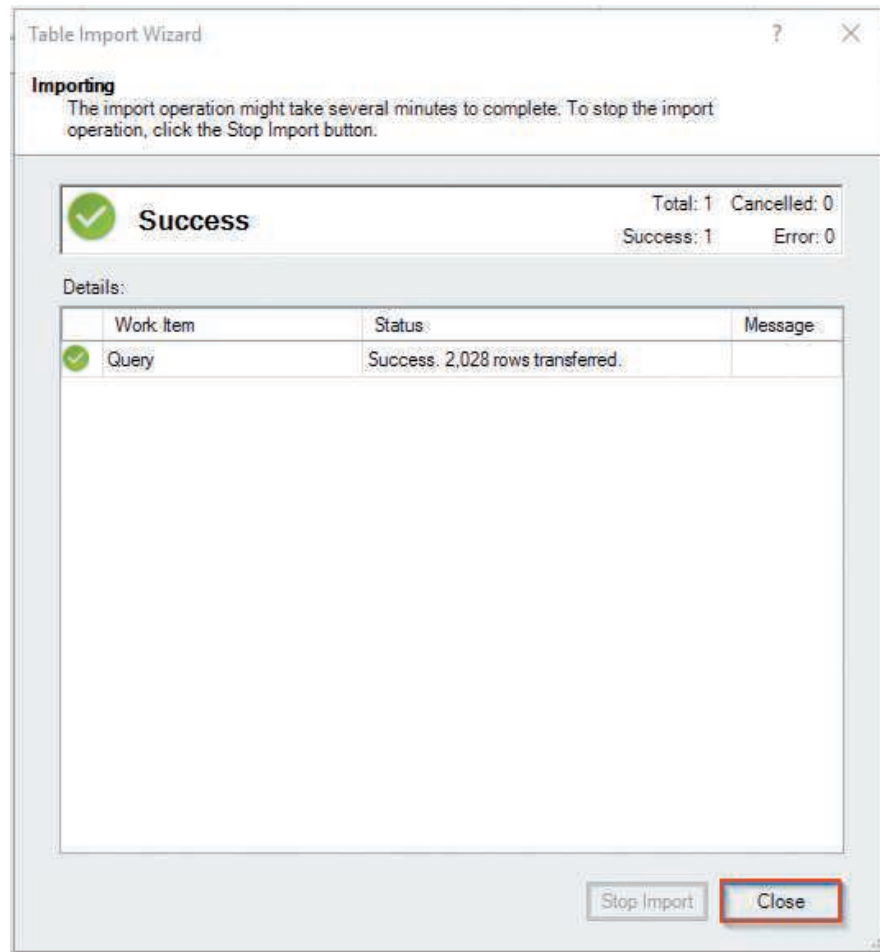 Table Import Wizard ?
Importing
The import operation might take several minutes to complete. To stop the import
operation, click the Stop Import button.
Success
Total: 1 Cancelled: 0
Success: 1 Error: 0
Details:
Work Item Status Message
Query Success. 2,028 rows transferred.
Stop Import Close